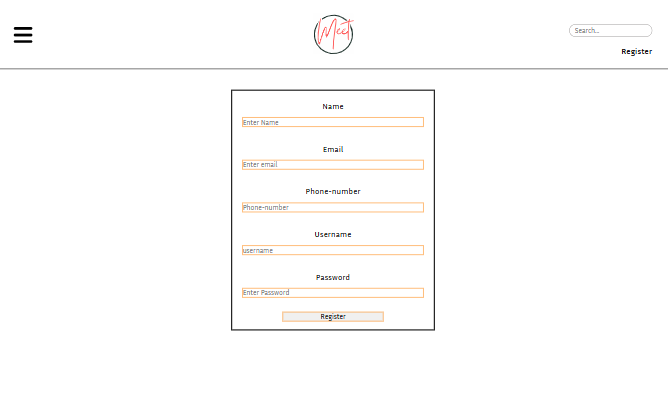 Meet
Search...
Register
Name
Enter Name
Email
Enter email
Phone-number
Phone-number
Username
username
Password
Enter Password
Register